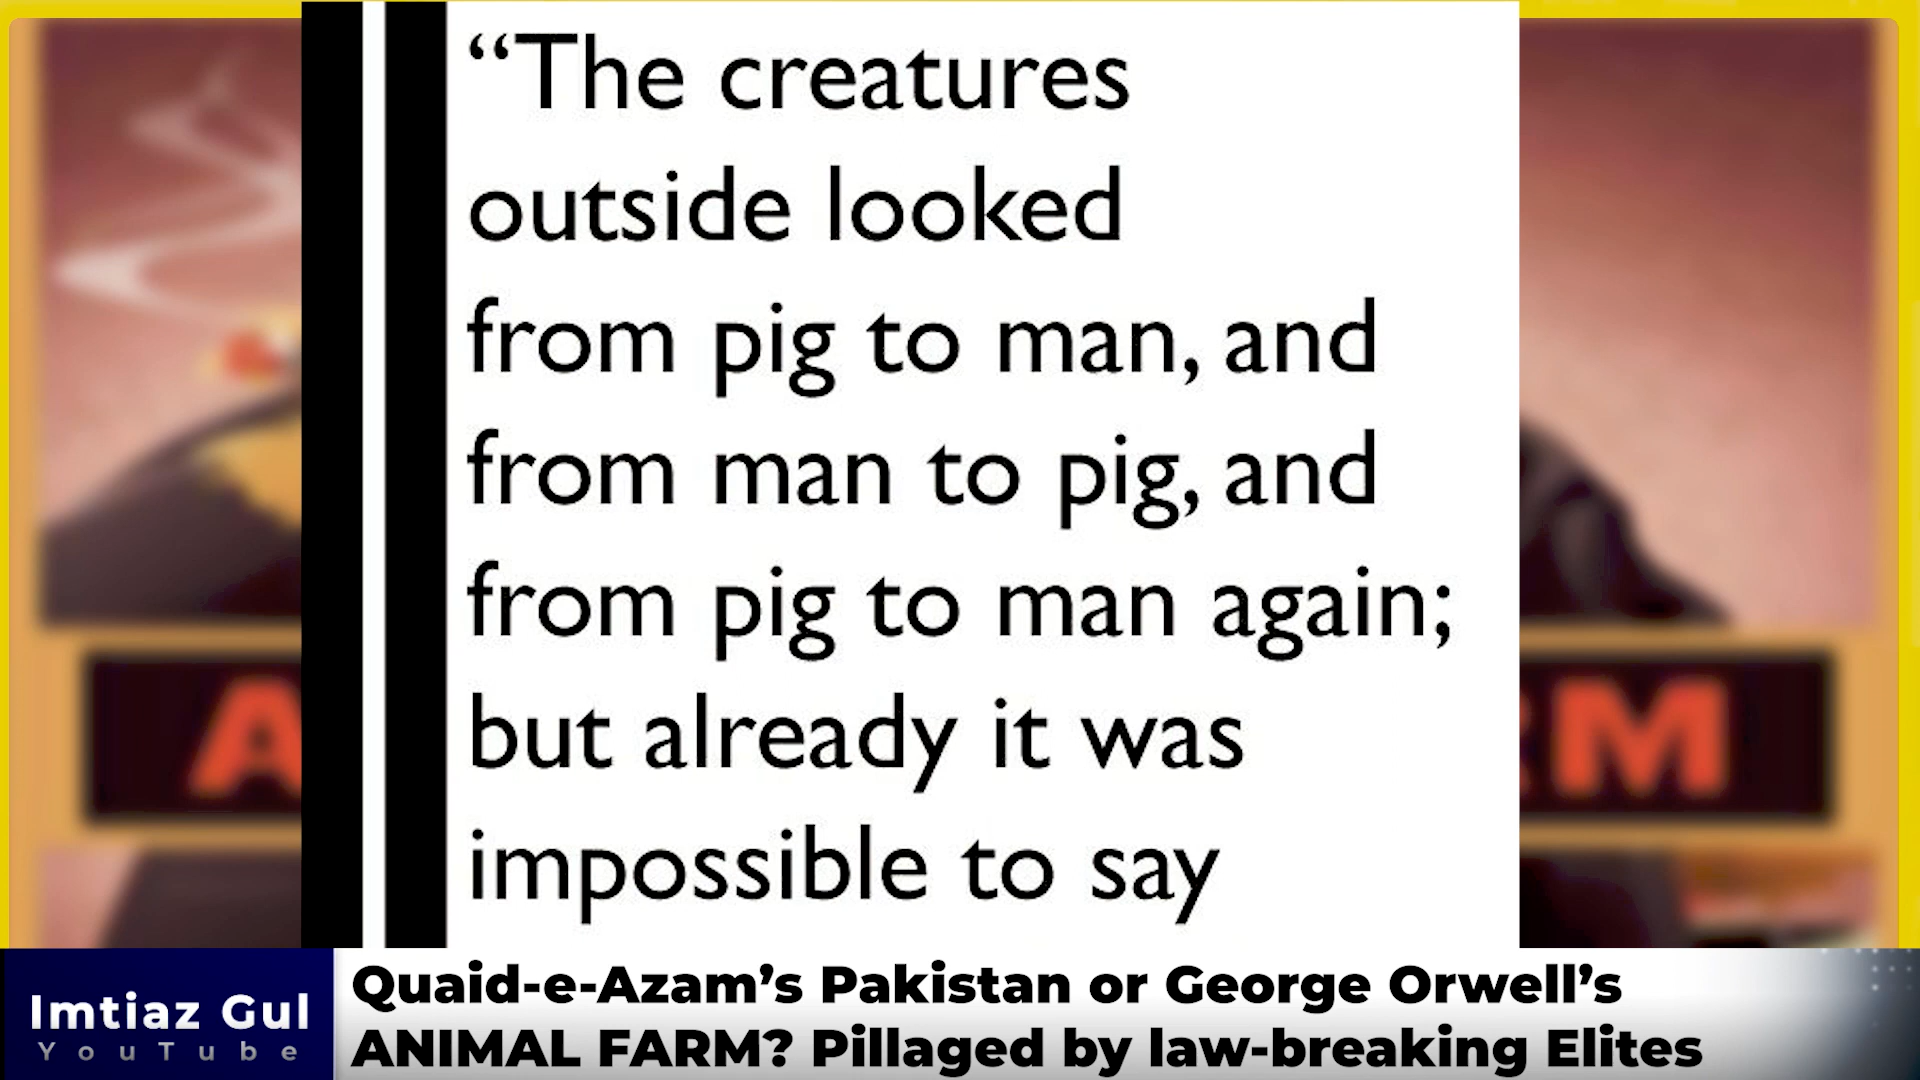 “The creatures
outside looked
from pig to man, and
from man to pig, and
from pig to man again;
but already it was
impossible to say
A
M
Imtiaz Gul
YouTube
Quaid-e-Azam’s Pakistan or George Orwell’s
ANIMAL FARM? Pillaged by law-breaking Elites